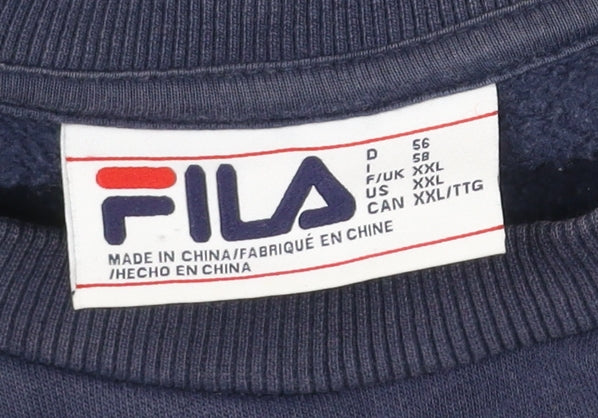 FILA
D 56
I 58
F/UK XXL
US XXL
CAN XXL/TTG
MADE IN CHINA/FABRIQUÉ EN CHINE
/HECHO EN CHINA